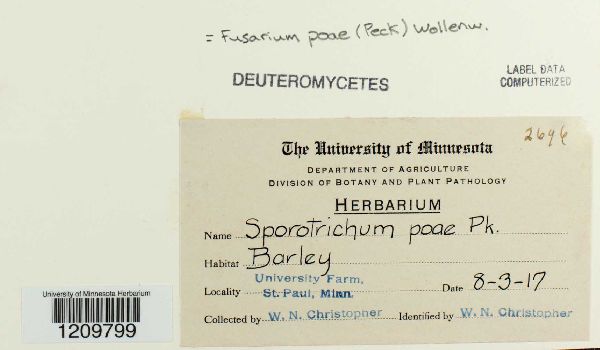 = Fusarium poae (Peck) Wollenw.
DEUTEROMYCETES
LABEL DATA
COMPUTERIZED
2696
The University of Minnesota
DEPARTMENT OF AGRICULTURE
DIVISION OF BOTANY AND PLANT PATHOLOGY
HERBARIUM
Name Sporotrichum poae Pk.
Habitat Barley
Locality University Farm, St. Paul, Minn. Date 8-3-17
Collected by W. N. Christopher Identified by W. N. Christopher
University of Minnesota Herbarium
1209799